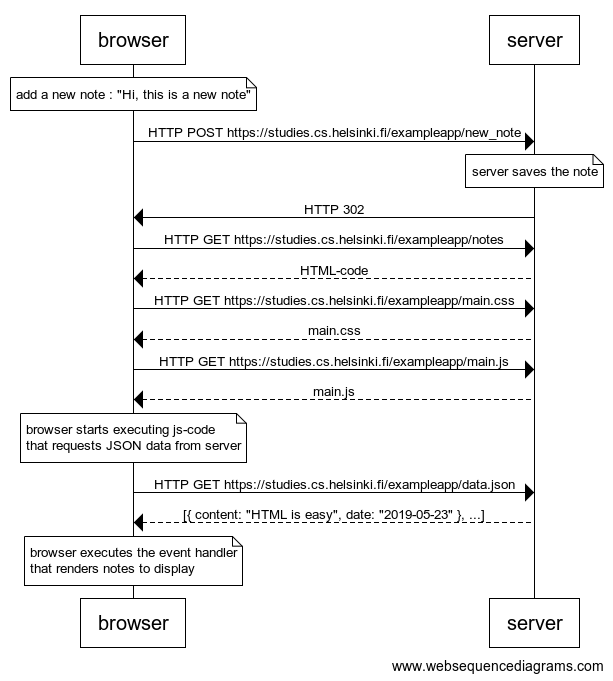 browser
server
add a new note : "Hi, this is a new note"
HTTP POST https://studies.cs.helsinki.fi/exampleapp/new_note
server saves the note
HTTP 302
HTTP GET https://studies.cs.helsinki.fi/exampleapp/notes
HTML-code
HTTP GET https://studies.cs.helsinki.fi/exampleapp/main.css
main.css
HTTP GET https://studies.cs.helsinki.fi/exampleapp/main.js
main.js
browser starts executing js-code
that requests JSON data from server
HTTP GET https://studies.cs.helsinki.fi/exampleapp/data.json
[{ content: "HTML is easy", date: "2019-05-23" }, ...]
browser executes the event handler
that renders notes to display
browser
server
www.websequencediagrams.com